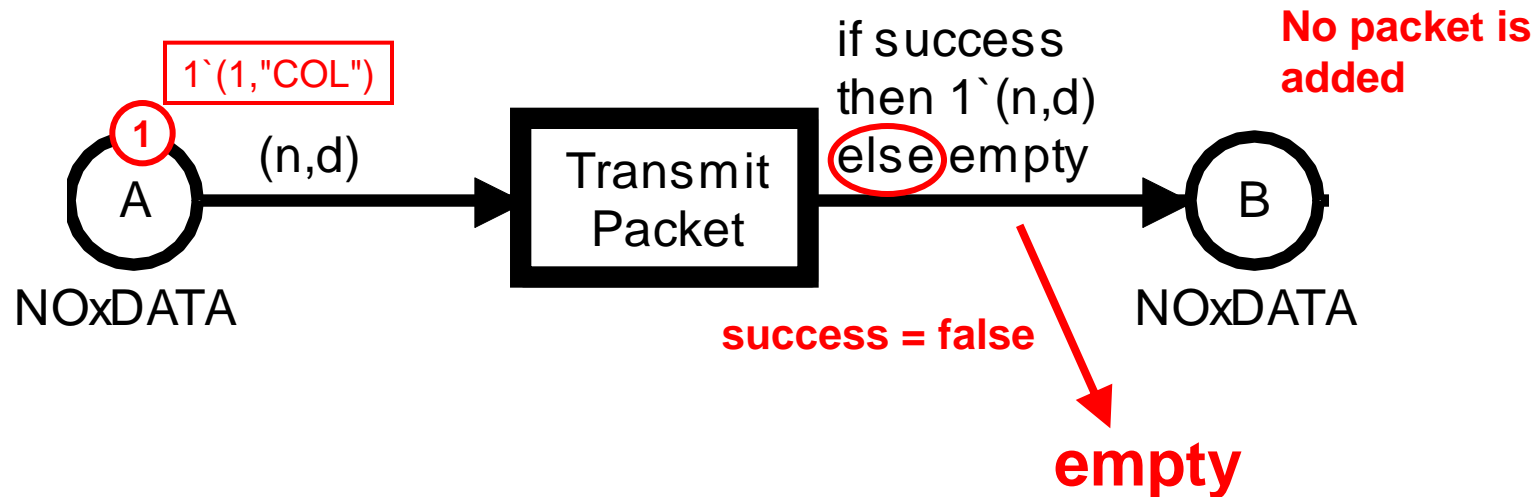 1`(1,"COL")
1
A
NOxDATA
(n,d)
Transmit
Packet
if success
then 1`(n,d)
else empty
No packet is
added
B
NOxDATA
success = false
empty